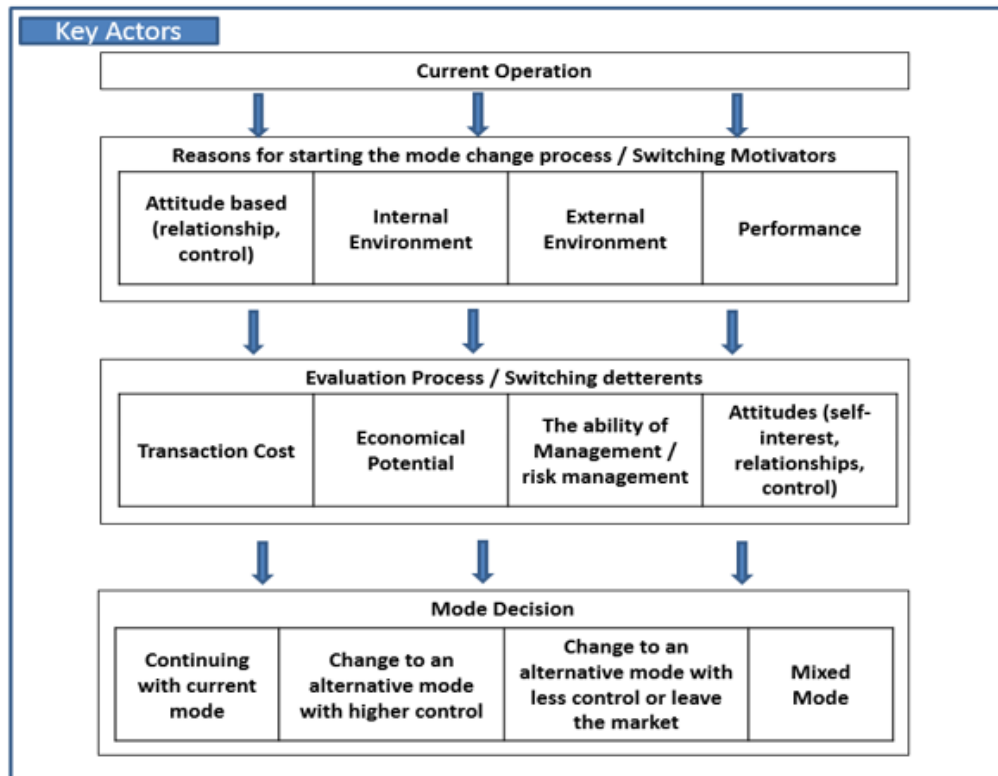 Key Actors
Current Operation
Reasons for starting the mode change process / Switching Motivators
Attitude based
(relationship,
control)
Internal
Environment
External
Environment
Performance
Evaluation Process / Switching detterents
Transaction Cost
Economical
Potential
The ability of
Management /
risk management
Attitudes (self-
interest,
relationships,
control)
Mode Decision
Continuing
with current
mode
Change to an
alternative mode
with higher control
Change to an
alternative mode with
less control or leave
the market
Mixed
Mode